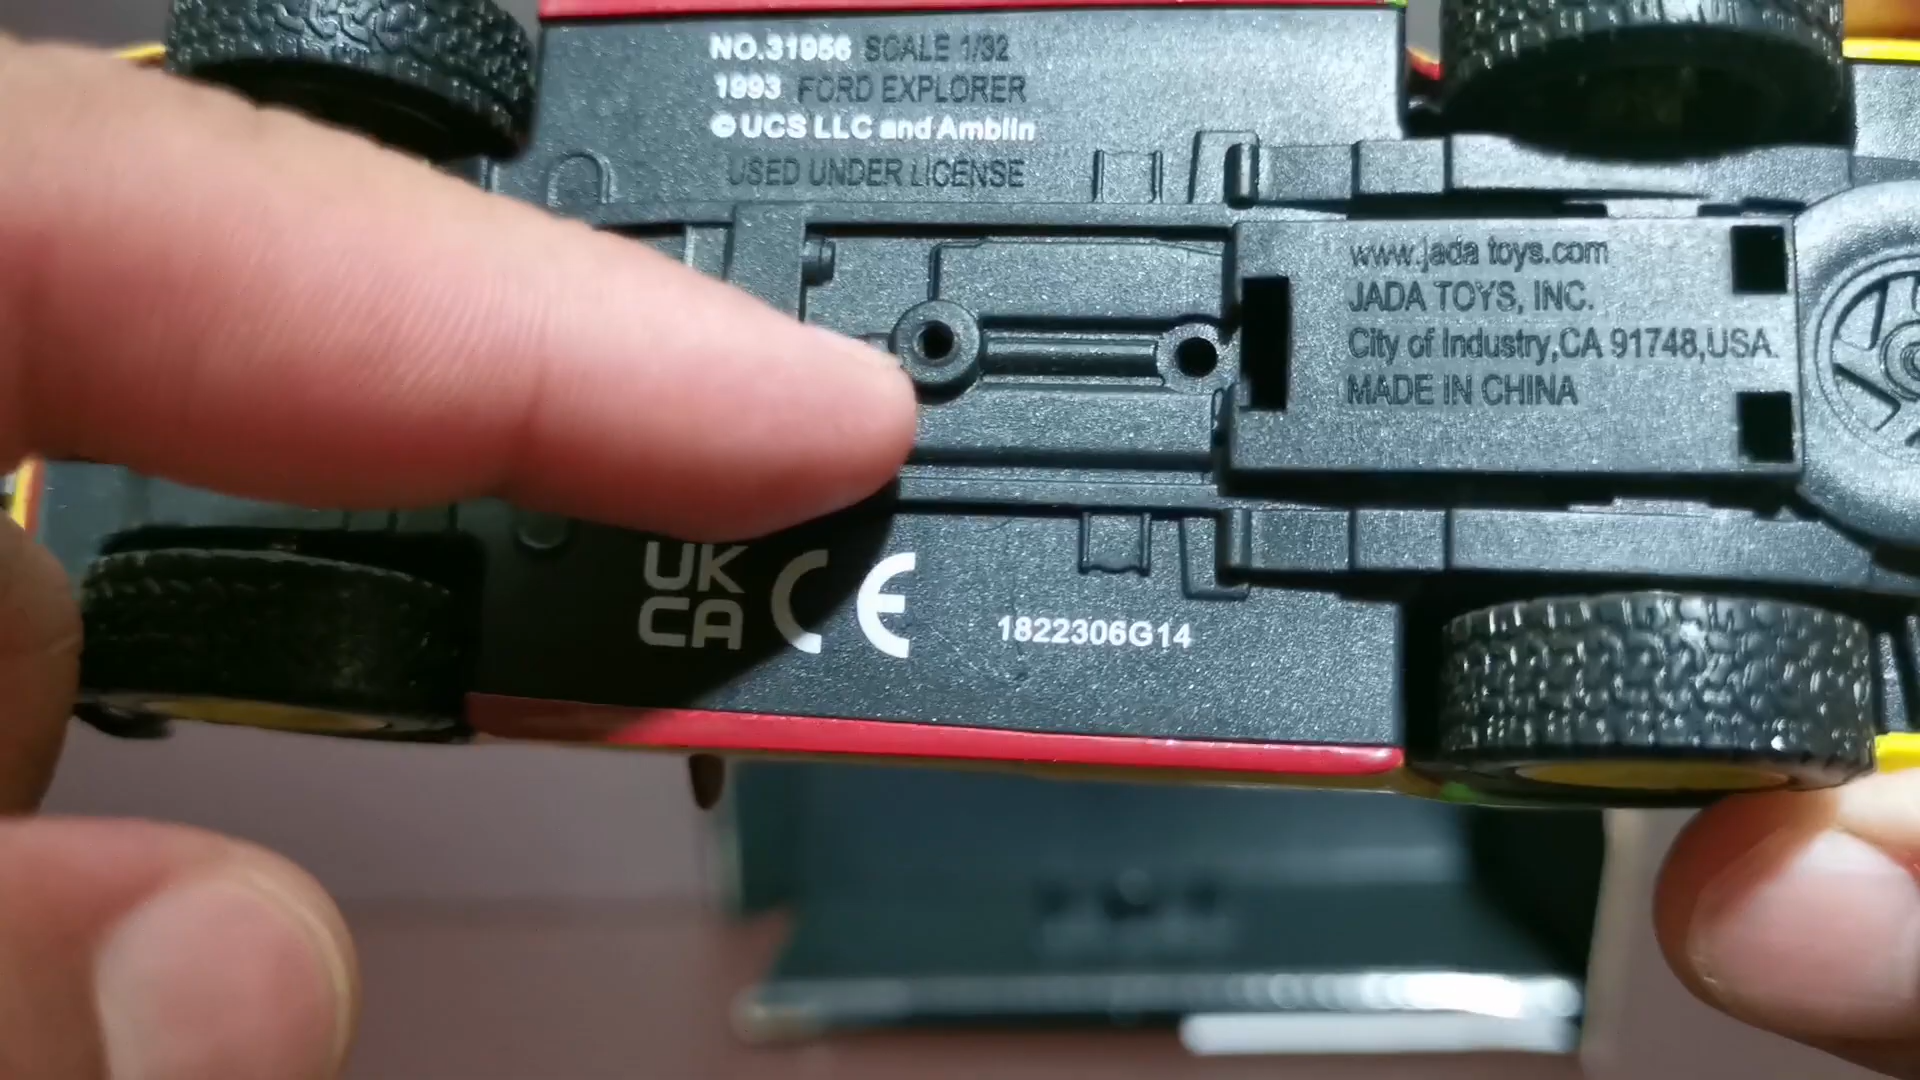 NO.31956 SCALE 1/32
1993 FORD EXPLORER
© UCS LLC and Amblin
USED UNDER LICENSE
www.jada toys.com
JADA TOYS, INC.
City of Industry,CA 91748,USA.
MADE IN CHINA
UK
CA
CE
1822306G14